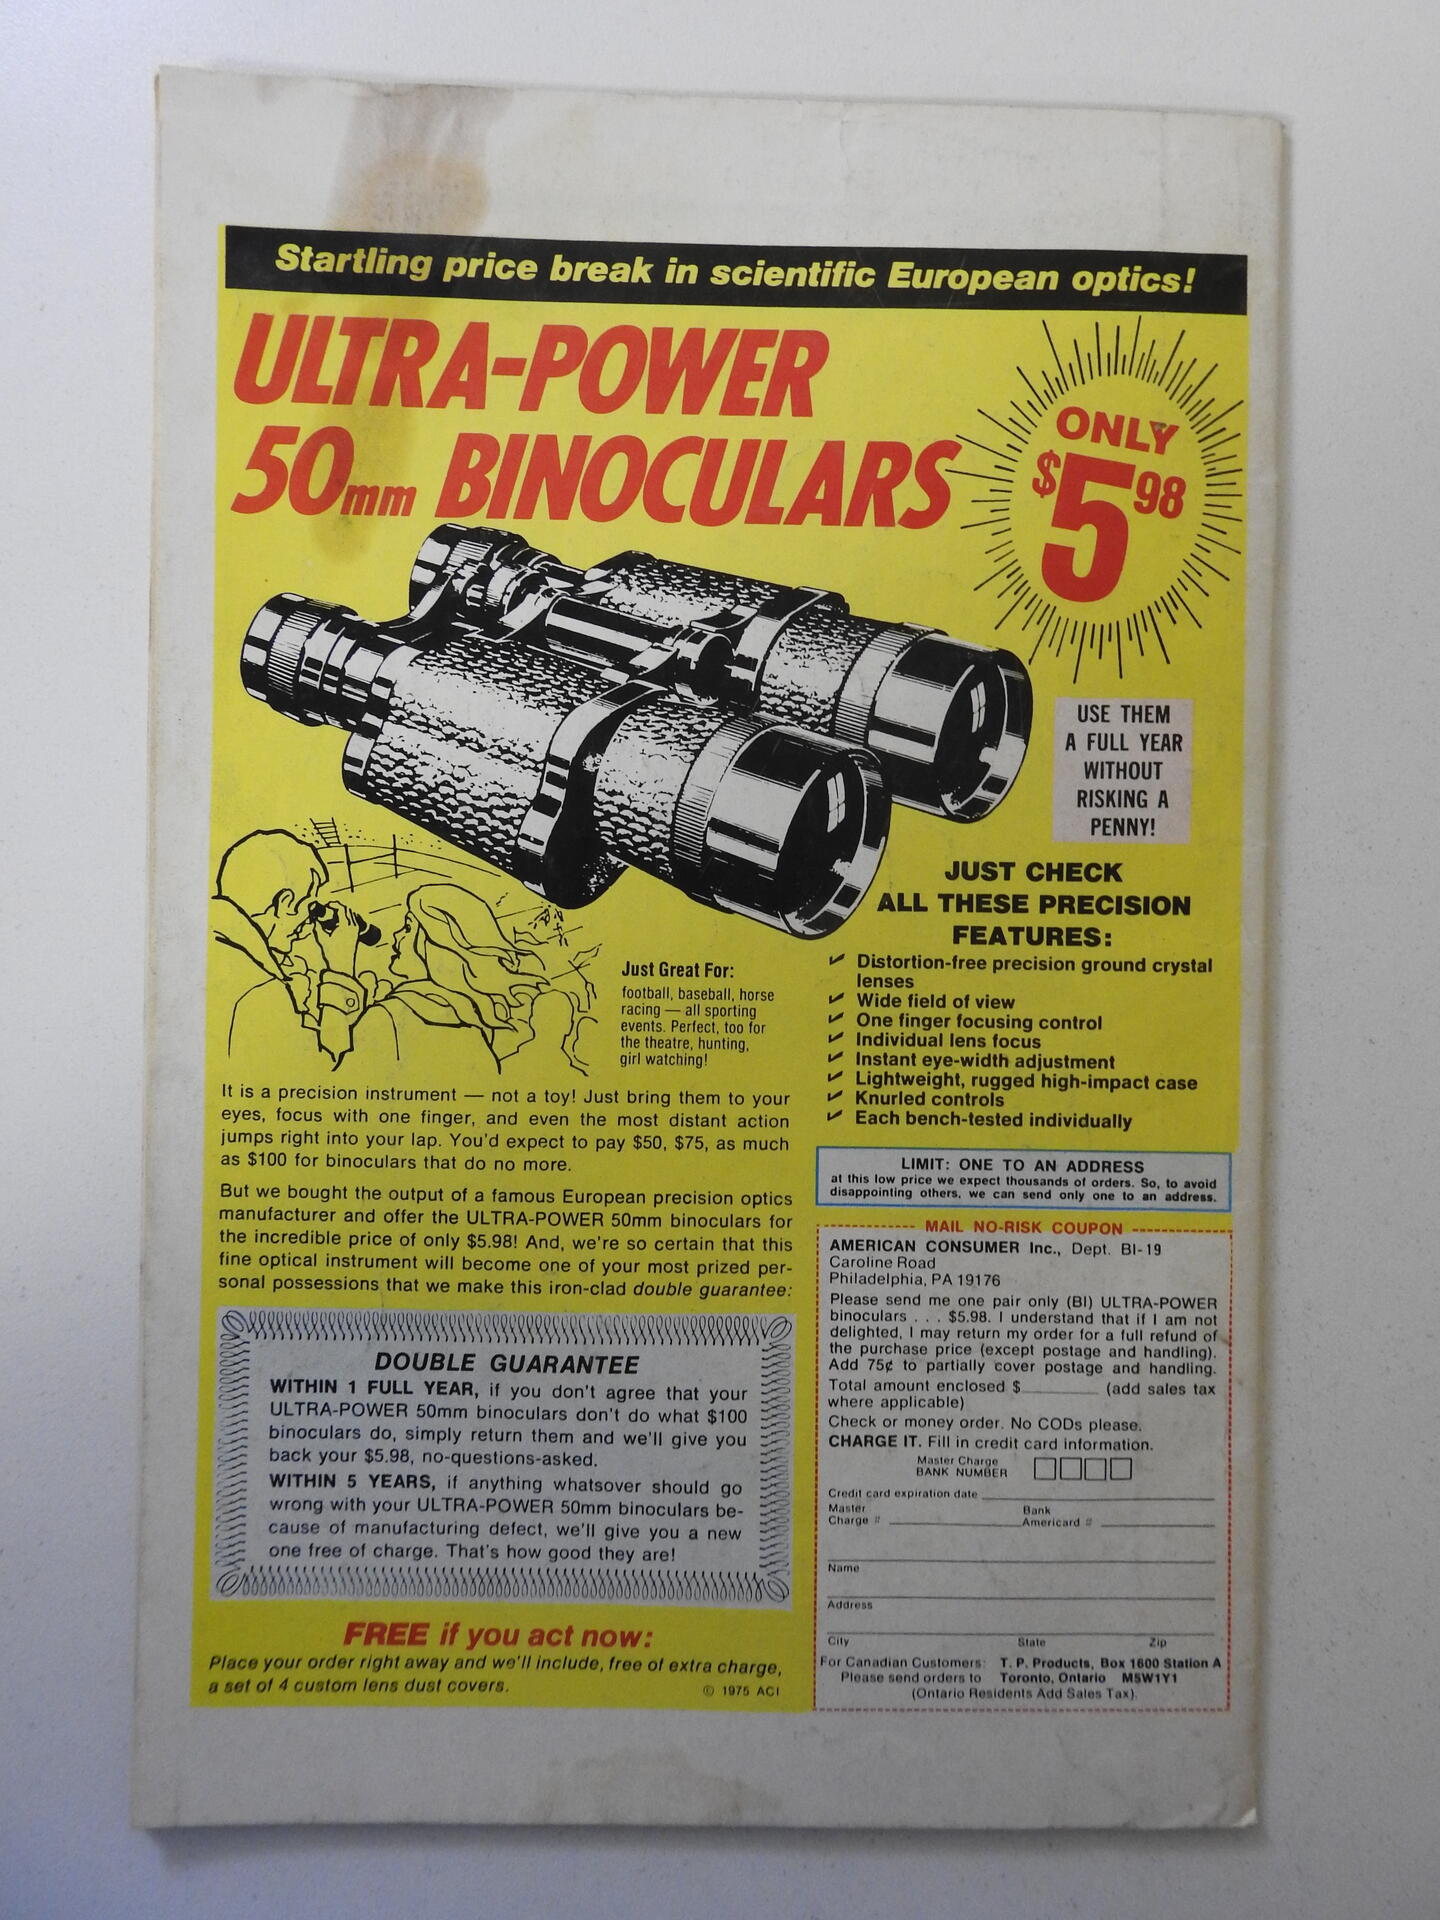 Startling price break in scientific European optics!
ULTRA-POWER
50mm BINOCULARS
ONLY
$5 98
USE THEM
A FULL YEAR
WITHOUT
RISKING A
PENNY!
JUST CHECK
ALL THESE PRECISION
FEATURES:
Distortion-free precision ground crystal
lenses
Wide field of view
One finger focusing control
Individual lens focus
Instant eye-width adjustment
Lightweight, rugged high-impact case
Knurled controls
Each bench-tested individually
Just Great For:
football, baseball, horse
racing — all sporting
events. Perfect, too for
the theatre, hunting,
girl watching!
It is a precision instrument — not a toy! Just bring them to your
eyes, focus with one finger, and even the most distant action
jumps right into your lap. You'd expect to pay $50, $75, as much
as $100 for binoculars that do no more.
But we bought the output of a famous European precision optics
manufacturer and offer the ULTRA-POWER 50mm binoculars for
the incredible price of only $5.98! And, we're so certain that this
fine optical instrument will become one of your most prized per-
sonal possessions that we make this iron-clad double guarantee:
DOUBLE GUARANTEE
WITHIN 1 FULL YEAR, if you don't agree that your
ULTRA-POWER 50mm binoculars don't do what $100
binoculars do, simply return them and we'll give you
back your $5.98, no-questions-asked.
WITHIN 5 YEARS, if anything whatsover should go
wrong with your ULTRA-POWER 50mm binoculars be-
cause of manufacturing defect, we'll give you a new
one free of charge. That's how good they are!
FREE if you act now:
Place your order right away and we'll include, free of extra charge,
a set of 4 custom lens dust covers.
© 1975 ACI
LIMIT: ONE TO AN ADDRESS
at this low price we expect thousands of orders. So, to avoid
disappointing others, we can send only one to an address.
MAIL NO-RISK COUPON
AMERICAN CONSUMER Inc., Dept. BI-19
Caroline Road
Philadelphia, PA 19176
Please send me one pair only (BI) ULTRA-POWER
binoculars . . . $5.98. I understand that if I am not
delighted, I may return my order for a full refund of
the purchase price (except postage and handling).
Add 75¢ to partially cover postage and handling.
Total amount enclosed $__________ (add sales tax
where applicable)
Check or money order. No CODs please.
CHARGE IT. Fill in credit card information.
Master Charge
BANK NUMBER
Credit card expiration date
Master Bank
Charge # Americard #
Name
Address
City State Zip
For Canadian Customers: T. P. Products, Box 1600 Station A
Please send orders to Toronto, Ontario M5W1Y1
(Ontario Residents Add Sales Tax).